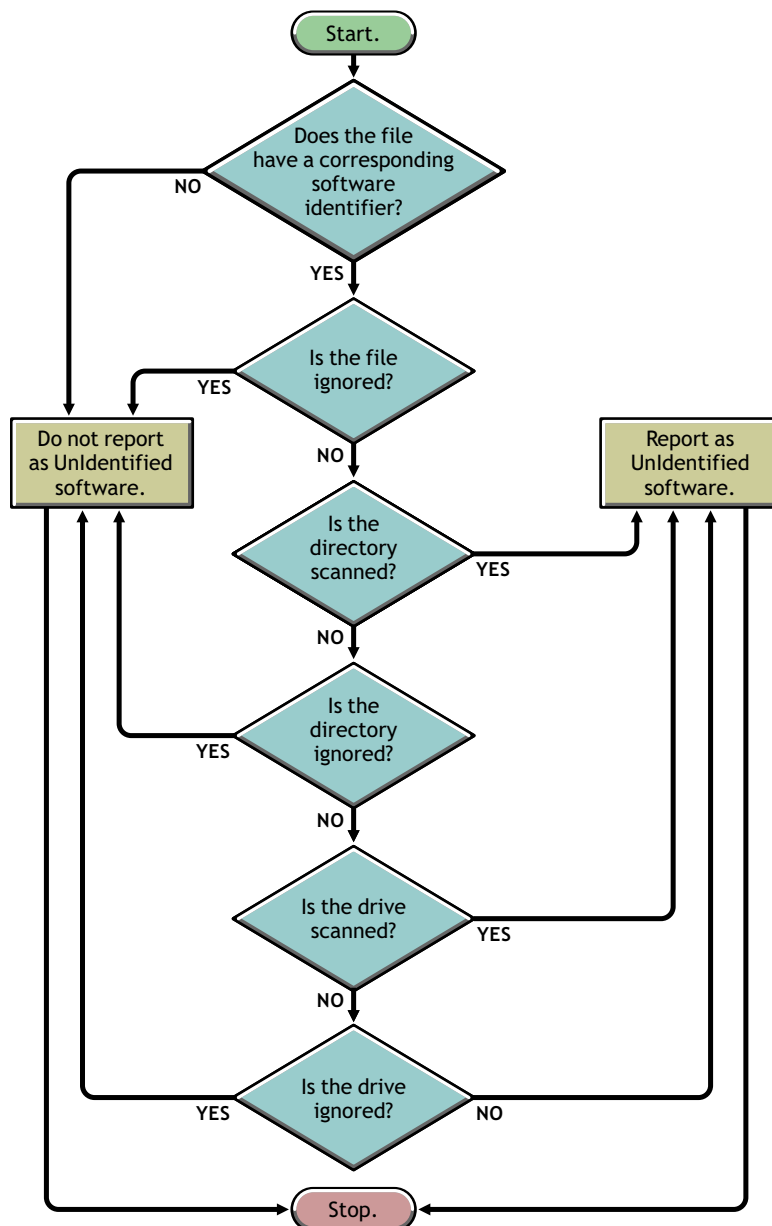 Start.
Does the file
have a corresponding
software
identifier?
NO
YES
Is the file
ignored?
YES
NO
Do not report
as UnIdentified
software.
Report as
UnIdentified
software.
Is the
directory
scanned?
YES
NO
Is the
directory
ignored?
YES
NO
Is the drive
scanned?
YES
NO
Is the drive
ignored?
YES
NO
Stop.